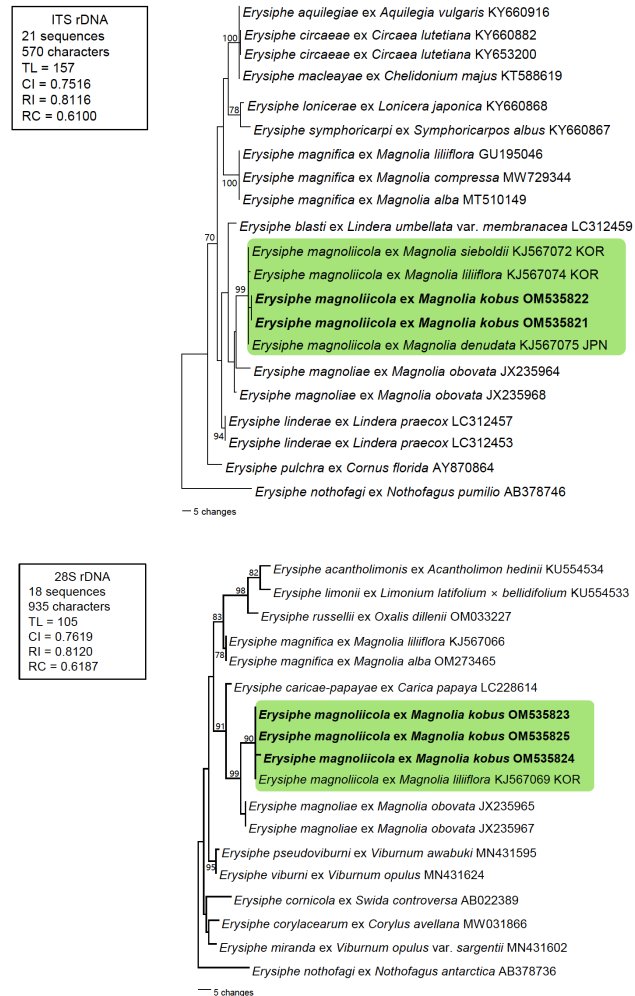 ITS rDNA
21 sequences
570 characters
TL = 157
CI = 0.7516
RI = 0.8116
RC = 0.6100
Erysiphe aquilegiae ex Aquilegia vulgaris KY660916
Erysiphe circaeae ex Circaea lutetiana KY660882
100
Erysiphe circaeae ex Circaea lutetiana KY653200
Erysiphe macleayae ex Chelidonium majus KT588619
Erysiphe lonicerae ex Lonicera japonica KY660868
78
Erysiphe symphoricarpi ex Symphoricarpos albus KY660867
Erysiphe magnifica ex Magnolia liliiflora GU195046
Erysiphe magnifica ex Magnolia compressa MW729344
100
Erysiphe magnifica ex Magnolia alba MT510149
Erysiphe blasti ex Lindera umbellata var. membranacea LC312459
70
Erysiphe magnoliicola ex Magnolia sieboldii KJ567072 KOR
Erysiphe magnoliicola ex Magnolia liliiflora KJ567074 KOR
99
Erysiphe magnoliicola ex Magnolia kobus OM535822
Erysiphe magnoliicola ex Magnolia kobus OM535821
Erysiphe magnoliicola ex Magnolia denudata KJ567075 JPN
Erysiphe magnoliae ex Magnolia obovata JX235964
Erysiphe magnoliae ex Magnolia obovata JX235968
Erysiphe linderae ex Lindera praecox LC312457
94
Erysiphe linderae ex Lindera praecox LC312453
Erysiphe pulchra ex Cornus florida AY870864
Erysiphe nothofagi ex Nothofagus pumilio AB378746
5 changes
28S rDNA
18 sequences
935 characters
TL = 105
CI = 0.7619
RI = 0.8120
RC = 0.6187
Erysiphe acantholimonis ex Acantholimon hedinii KU554534
82
Erysiphe limonii ex Limonium latifolium × bellidifolium KU554533
98
Erysiphe russellii ex Oxalis dillenii OM033227
83
Erysiphe magnifica ex Magnolia liliiflora KJ567066
78
Erysiphe magnifica ex Magnolia alba OM273465
Erysiphe caricae-papayae ex Carica papaya LC228614
Erysiphe magnoliicola ex Magnolia kobus OM535823
91
Erysiphe magnoliicola ex Magnolia kobus OM535825
90
Erysiphe magnoliicola ex Magnolia kobus OM535824
99
Erysiphe magnoliicola ex Magnolia liliiflora KJ567069 KOR
Erysiphe magnoliae ex Magnolia obovata JX235965
Erysiphe magnoliae ex Magnolia obovata JX235967
Erysiphe pseudoviburni ex Viburnum awabuki MN431595
95
Erysiphe viburni ex Viburnum opulus MN431624
Erysiphe cornicola ex Swida controversa AB022389
Erysiphe corylacearum ex Corylus avellana MW031866
Erysiphe miranda ex Viburnum opulus var. sargentii MN431602
Erysiphe nothofagi ex Nothofagus antarctica AB378736
5 changes